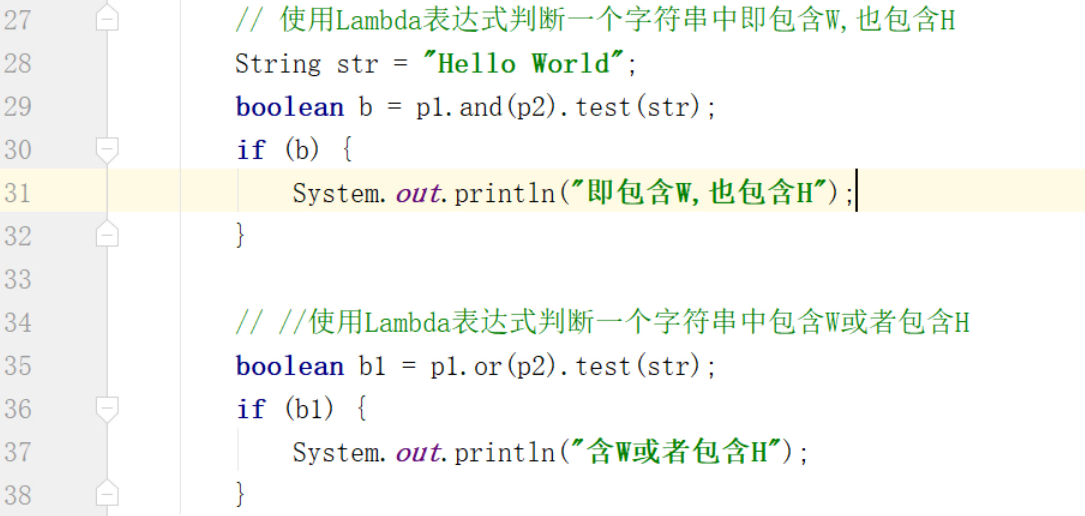 27 // 使用Lambda表达式判断一个字符串中即包含W,也包含H
28 String str = "Hello World";
29 boolean b = p1.and(p2).test(str);
30 if (b) {
31 System.out.println("即包含W,也包含H");
32 }
33
34 // //使用Lambda表达式判断一个字符串中包含W或者包含H
35 boolean b1 = p1.or(p2).test(str);
36 if (b1) {
37 System.out.println("含W或者包含H");
38 }